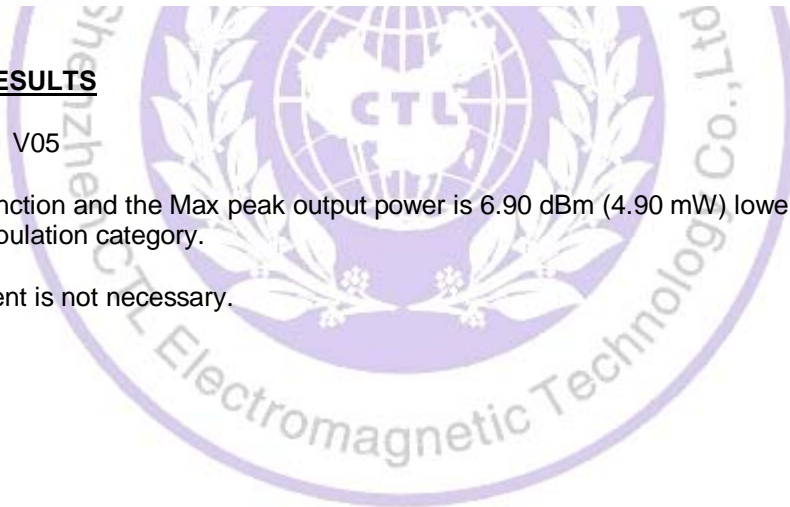 ESULTS
V05
nction and the Max peak output power is 6.90 dBm (4.90 mW) lowe
pulation category.
ent is not necessary.
CTL
Shenzhen CTL Electromagnetic Technology Co., Ltd